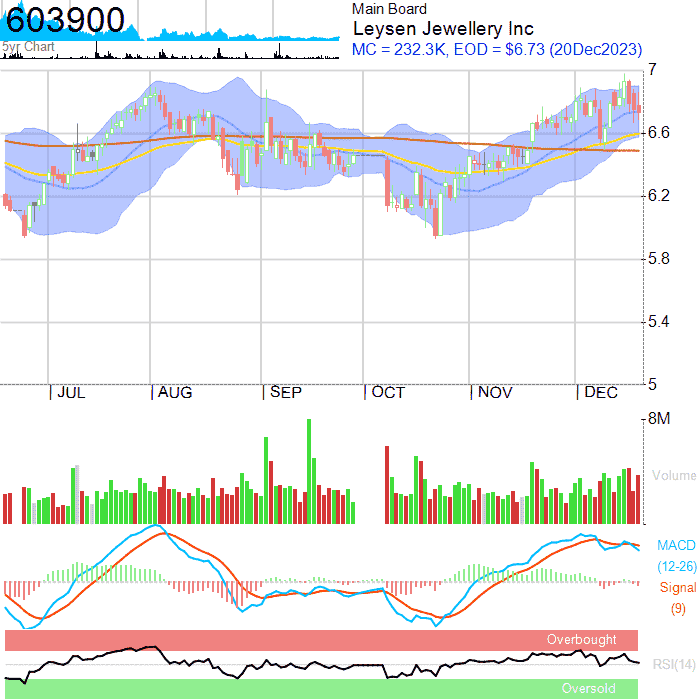 603900
5yr Chart
Main Board
Leysen Jewellery Inc
MC = 232.3K, EOD = $6.73 (20Dec2023)
7
6.6
6.2
5.8
5.4
5
JUL AUG SEP OCT NOV DEC
8M
Volume
MACD
(12-26)
Signal
(9)
Overbought
RSI(14)
Oversold